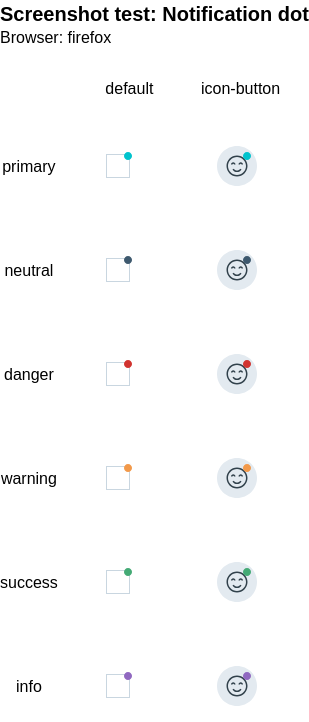 Screenshot test: Notification dot
Browser: firefox
default icon-button
primary
neutral
danger
warning
success
info